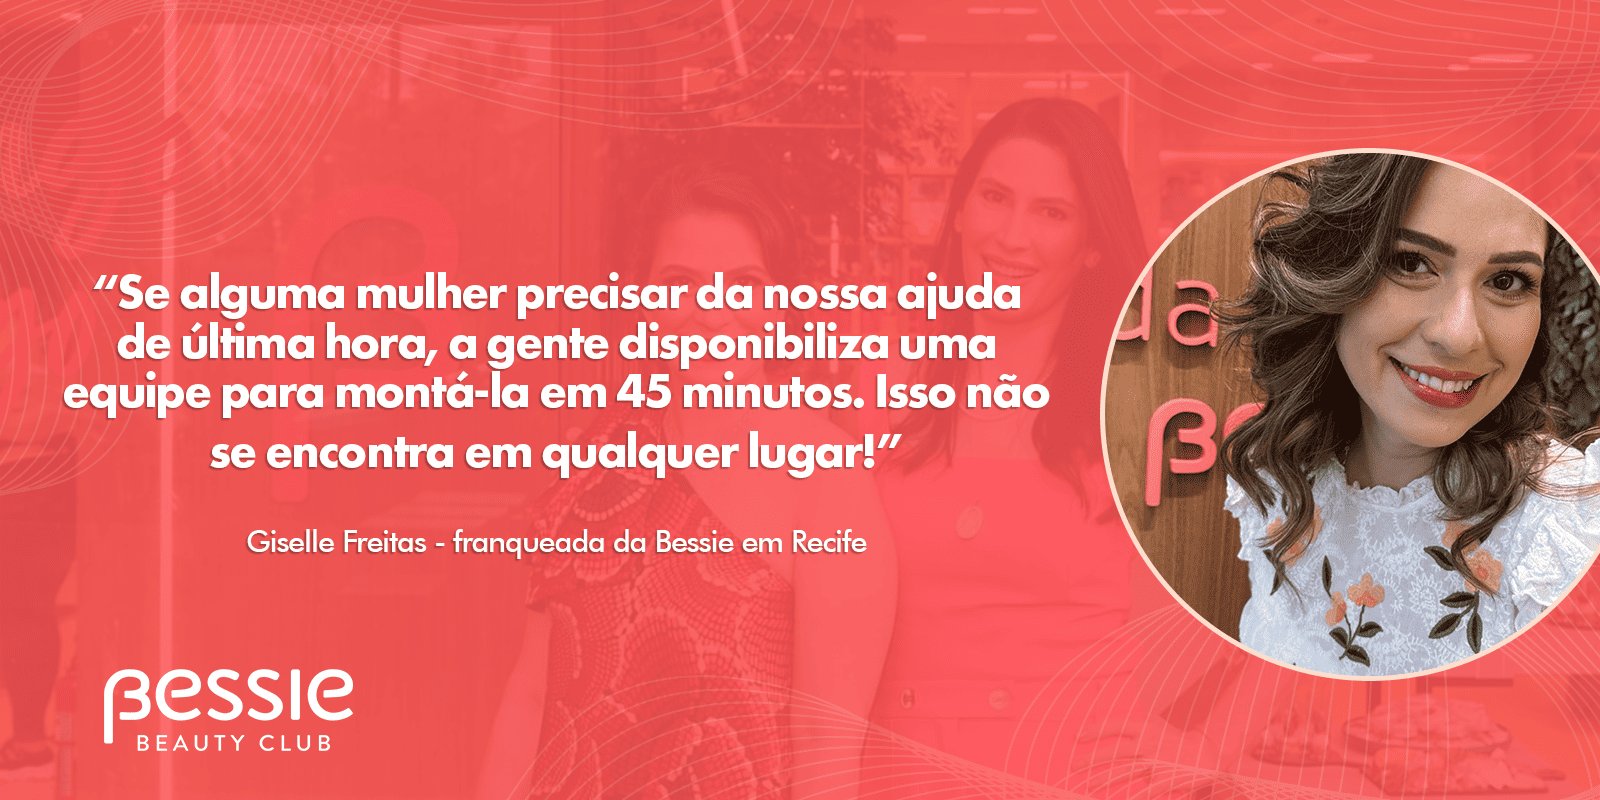 “Se alguma mulher precisar da nossa ajuda
de última hora, a gente disponibiliza uma
equipe para montá-la em 45 minutos. Isso não
se encontra em qualquer lugar!”
Giselle Freitas - franqueada da Bessie em Recife
Bessie
BEAUTY CLUB